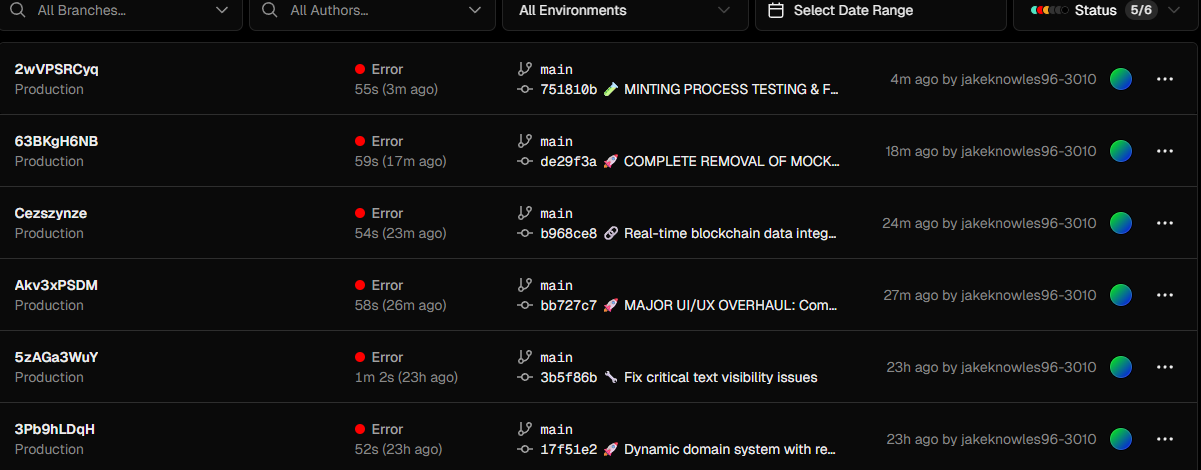 All Branches... All Authors... All Environments Select Date Range Status 5/6
2wVPSRCyq Error main 4m ago by jakeknowles96-3010
Production 55s (3m ago) 751810b 🧪 MINTING PROCESS TESTING & F...
63BKgH6NB Error main 18m ago by jakeknowles96-3010
Production 59s (17m ago) de29f3a 🚀 COMPLETE REMOVAL OF MOCK...
Cezszynze Error main 24m ago by jakeknowles96-3010
Production 54s (23m ago) b968ce8 🔗 Real-time blockchain data integ...
Akv3xPSDM Error main 27m ago by jakeknowles96-3010
Production 58s (26m ago) bb727c7 🚀 MAJOR UI/UX OVERHAUL: Com...
5zAGa3WuY Error main 23h ago by jakeknowles96-3010
Production 1m 2s (23h ago) 3b5f86b 🔧 Fix critical text visibility issues
3Pb9hLDqH Error main 23h ago by jakeknowles96-3010
Production 52s (23h ago) 17f51e2 🚀 Dynamic domain system with re...